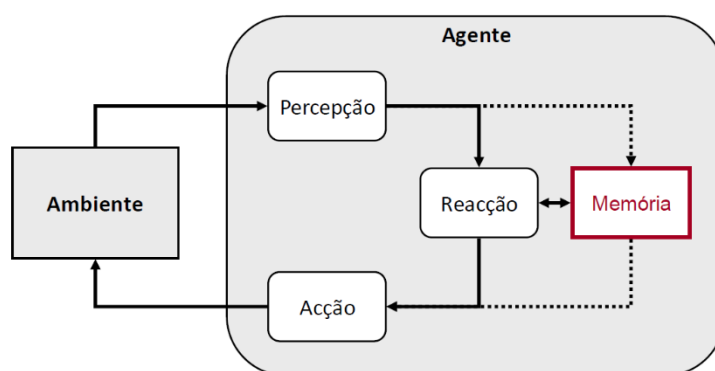 Agente
Percepção
Ambiente
Reacção
Memória
Acção